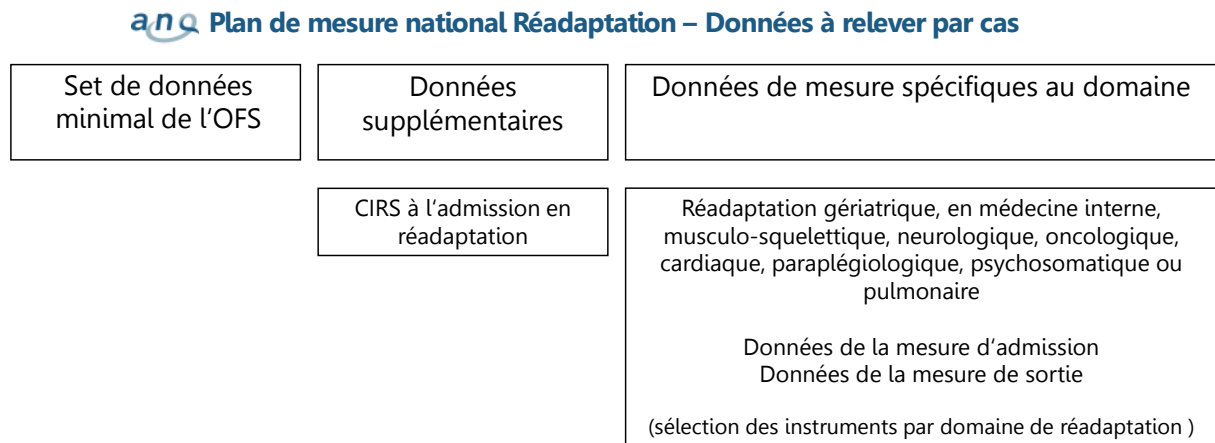 anq Plan de mesure national Réadaptation – Données à relever par cas
Set de données
minimal de l‘OFS
Données
supplémentaires
Données de mesure spécifiques au domaine
CIRS à l‘admission en
réadaptation
Réadaptation gériatrique, en médecine interne,
musculo-squelettique, neurologique, oncologique,
cardiaque, paraplégiologique, psychosomatique ou
pulmonaire
Données de la mesure d‘admission
Données de la mesure de sortie
(sélection des instruments par domaine de réadaptation )